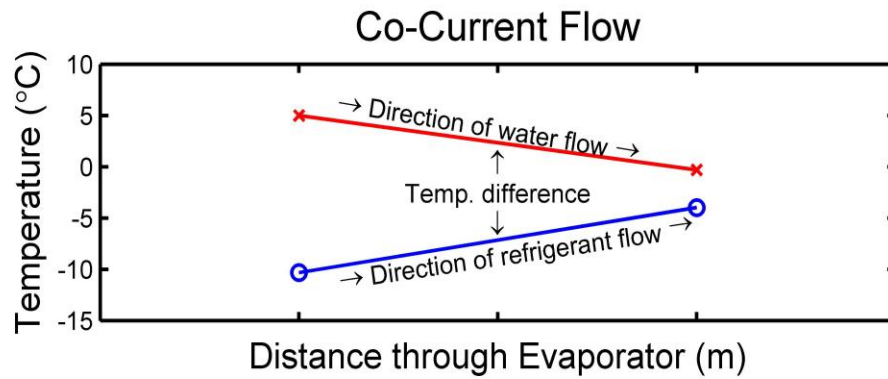 Co-Current Flow
Temperature (°C)
10
5
0
-5
-10
-15
→ Direction of water flow →
Temp. difference
→ Direction of refrigerant flow →
Distance through Evaporator (m)